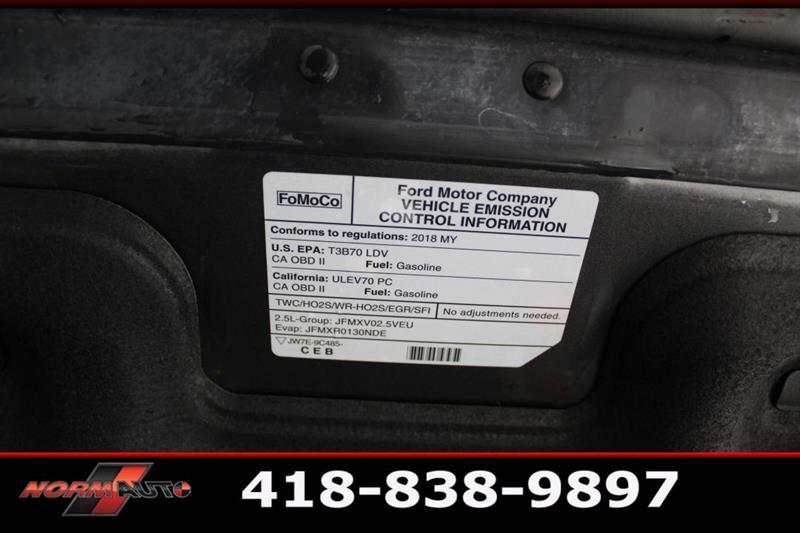 FoMoCo
Ford Motor Company
VEHICLE EMISSION
CONTROL INFORMATION
Conforms to regulations: 2018 MY
U.S. EPA: T3B70 LDV
CA OBD II Fuel: Gasoline
California: ULEV70 PC
CA OBD II Fuel: Gasoline
TWC/HO2S/WR-HO2S/EGR/SFI No adjustments needed.
2.5L-Group: JFMXV02.5VEU
Evap: JFMXR0130NDE
JW7E-9C485-
CEB
NORMAUTO 418-838-9897